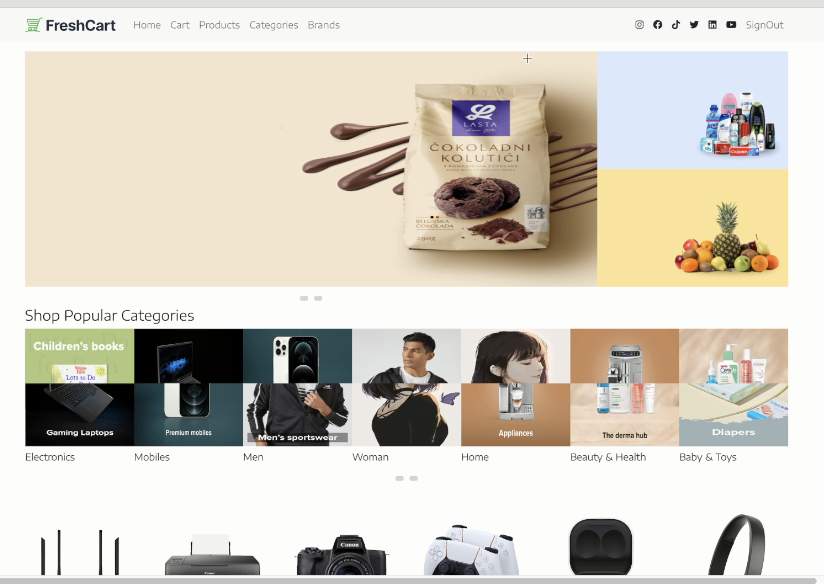 FreshCart
Home
Cart
Products
Categories
Brands
SignOut
LASTA
ČOKOLADNI
KOLUTIĆI
BELGIJSKA
ČOKOLADA
Shop Popular Categories
Children's books
Lots to Do
Gaming Laptops
Premium mobiles
Men's sportswear
Appliances
The derma hub
Diapers
Electronics
Mobiles
Men
Woman
Home
Beauty & Health
Baby & Toys
Canon